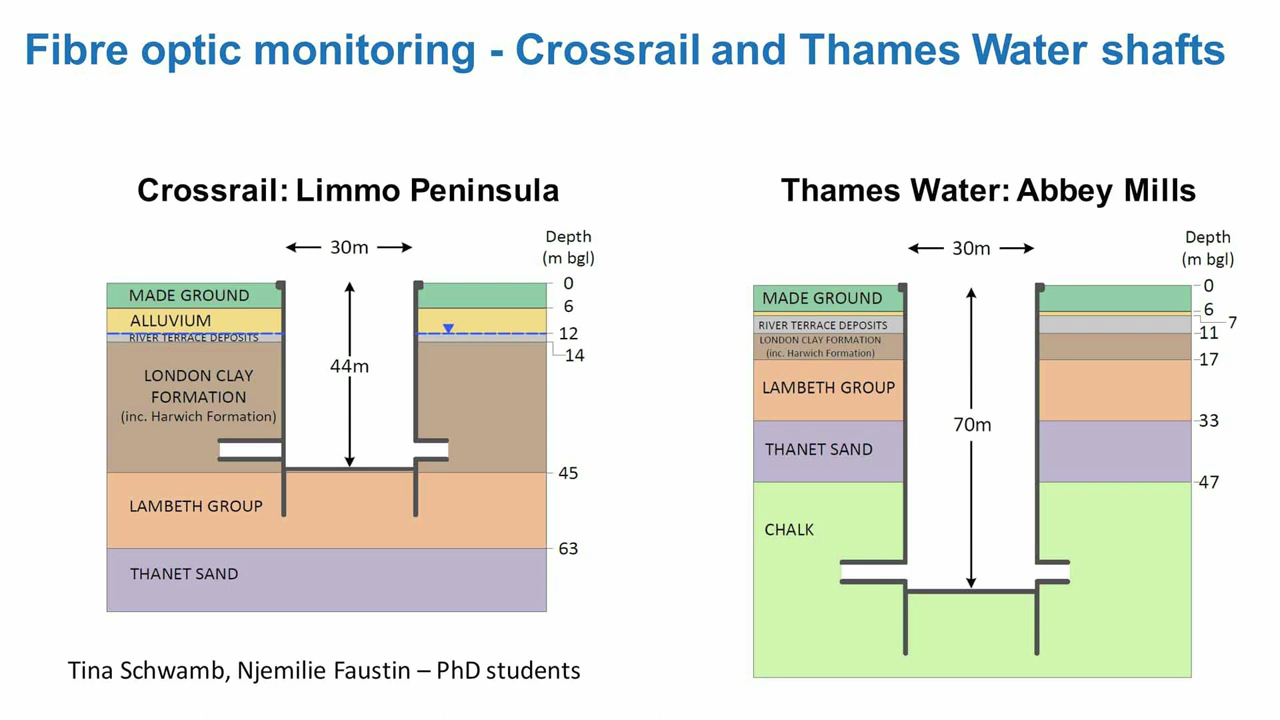 Fibre optic monitoring - Crossrail and Thames Water shafts
Crossrail: Limmo Peninsula
30m
Depth
(m bgl)
0
MADE GROUND
6
ALLUVIUM
12
RIVER TERRACE DEPOSITS
14
44m
LONDON CLAY
FORMATION
(inc. Harwich Formation)
45
LAMBETH GROUP
63
THANET SAND
Tina Schwamb, Njemilie Faustin – PhD students
Thames Water: Abbey Mills
30m
Depth
(m bgl)
0
MADE GROUND
6
7
RIVER TERRACE DEPOSITS
11
LONDON CLAY FORMATION
(inc. Harwich Formation)
17
LAMBETH GROUP
33
70m
THANET SAND
47
CHALK